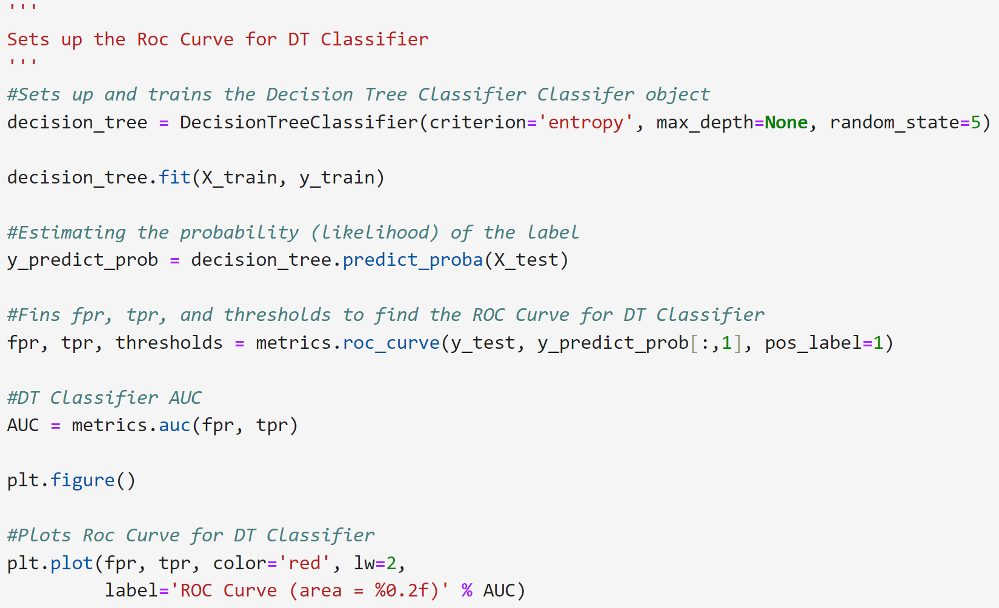 '''
Sets up the Roc Curve for DT Classifier
'''
#Sets up and trains the Decision Tree Classifier Classifer object
decision_tree = DecisionTreeClassifier(criterion='entropy', max_depth=None, random_state=5)
decision_tree.fit(X_train, y_train)
#Estimating the probability (likelihood) of the label
y_predict_prob = decision_tree.predict_proba(X_test)
#Fins fpr, tpr, and thresholds to find the ROC Curve for DT Classifier
fpr, tpr, thresholds = metrics.roc_curve(y_test, y_predict_prob[:,1], pos_label=1)
#DT Classifier AUC
AUC = metrics.auc(fpr, tpr)
plt.figure()
#Plots Roc Curve for DT Classifier
plt.plot(fpr, tpr, color='red', lw=2,
label='ROC Curve (area = %0.2f)' % AUC)